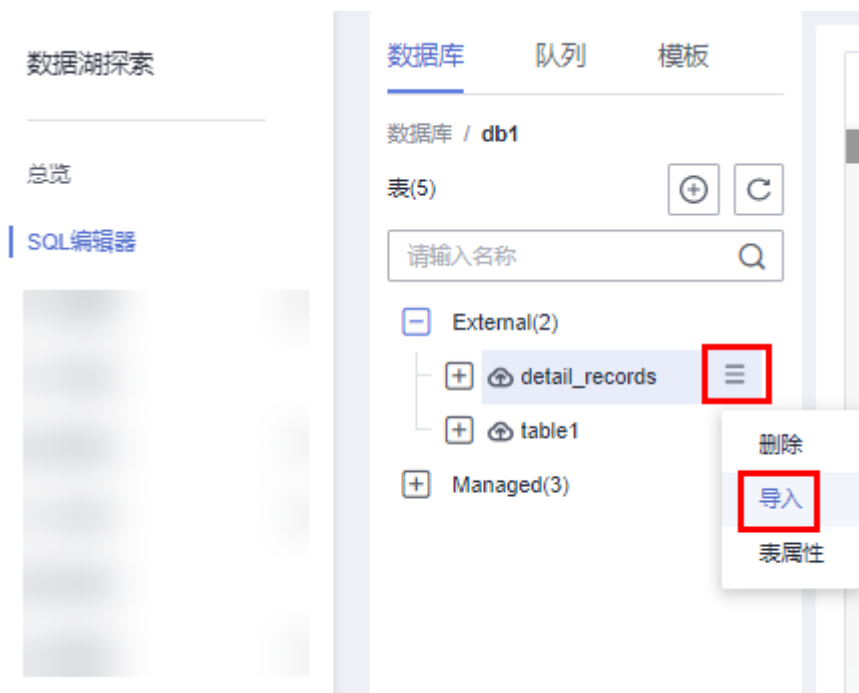 数据湖探索
总览
SQL编辑器
数据库 队列 模板
数据库 / db1
表(5)
请输入名称
External(2)
detail_records
table1
Managed(3)
删除
导入
表属性